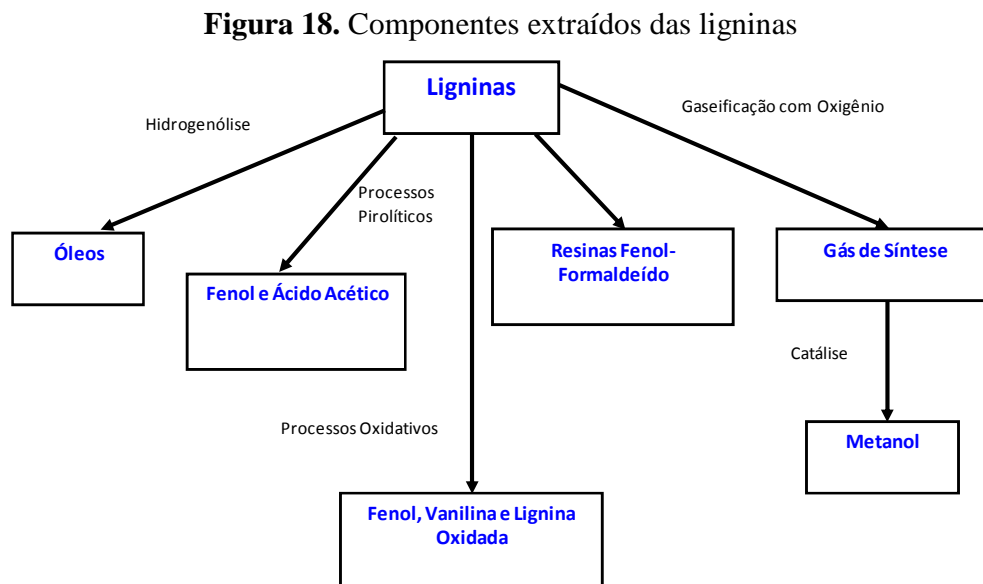 Figura 18. Componentes extraídos das ligninas
Ligninas
Gaseificação com Oxigênio
Hidrogenólise
Processos
Pirolíticos
Óleos
Fenol e Ácido Acético
Resinas Fenol-
Formaldeído
Gás de Síntese
Catálise
Processos Oxidativos
Metanol
Fenol, Vanilina e Lignina
Oxidada